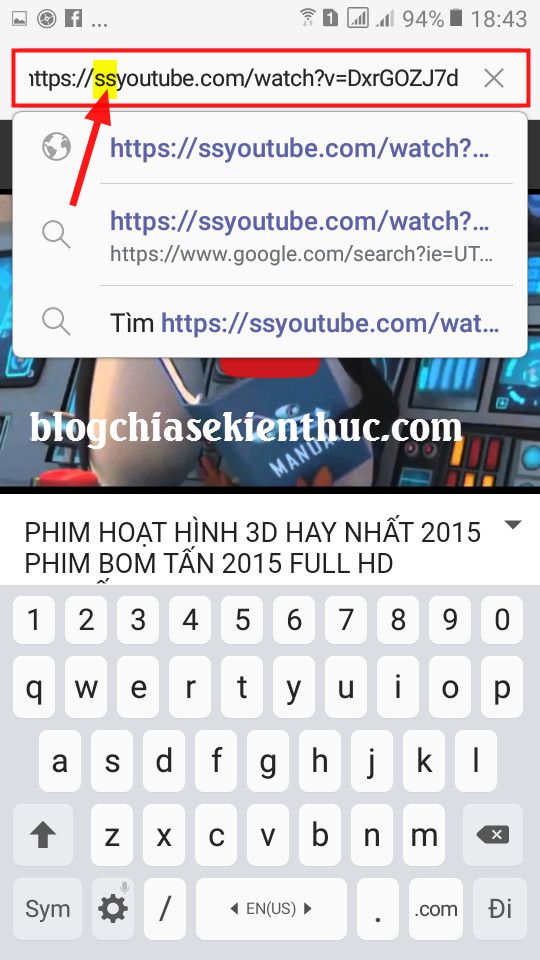 94% 18:43
https://ssyoutube.com/watch?v=DxrGOZJ7d
https://ssyoutube.com/watch?...
https://ssyoutube.com/watch?...
https://www.google.com/search?ie=UT...
Tìm https://ssyoutube.com/wat...
MANUAL
blogchiasekienthuc.com
PHIM HOẠT HÌNH 3D HAY NHẤT 2015
PHIM BOM TẤN 2015 FULL HD
1 2 3 4 5 6 7 8 9 0
q w e r t y u i o p
a s d f g h j k l
z x c v b n m
Sym / EN(US) . .com Đi